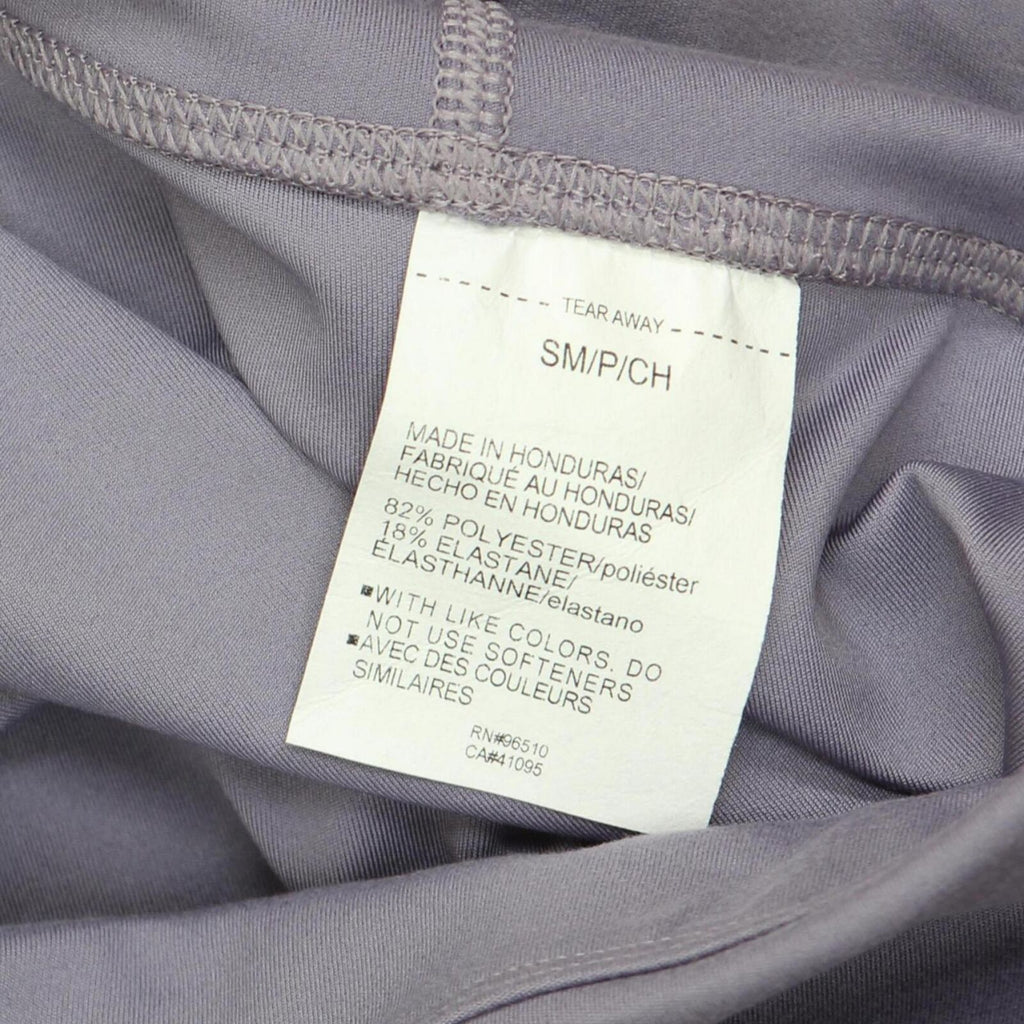 TEAR AWAY
SM/P/CH
MADE IN HONDURAS/
FABRIQUÉ AU HONDURAS/
HECHO EN HONDURAS
82% POLYESTER/poliéster
18% ELASTANE/
ÉLASTHANNE/elastano
▪WITH LIKE COLORS. DO
NOT USE SOFTENERS
▪AVEC DES COULEURS
SIMILAIRES
RN#96510
CA#41095